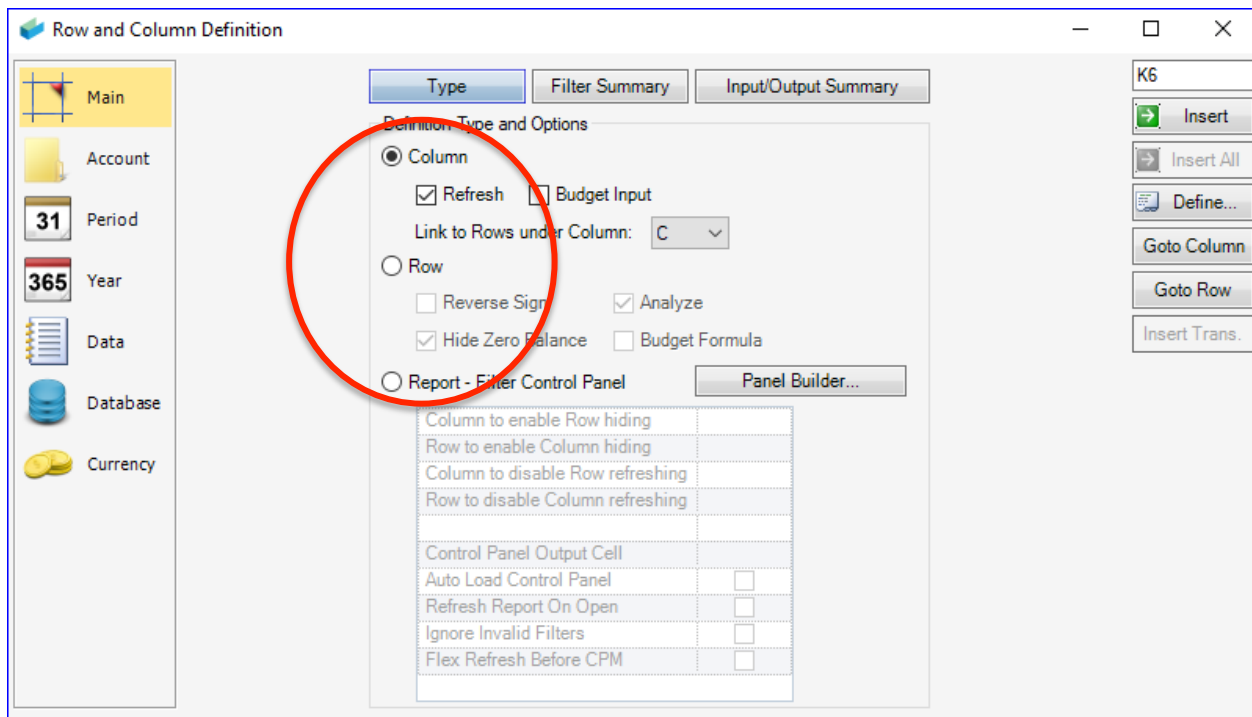 Row and Column Definition
Main
Account
31 Period
365 Year
Data
Database
Currency
Type Filter Summary Input/Output Summary
Definition Type and Options
Column
Refresh Budget Input
Link to Rows under Column: C
Row
Reverse Sign Analyze
Hide Zero Balance Budget Formula
Report - Filter Control Panel Panel Builder...
Column to enable Row hiding
Row to enable Column hiding
Column to disable Row refreshing
Row to disable Column refreshing
Control Panel Output Cell
Auto Load Control Panel
Refresh Report On Open
Ignore Invalid Filters
Flex Refresh Before CPM
K6
Insert
Insert All
Define...
Goto Column
Goto Row
Insert Trans.